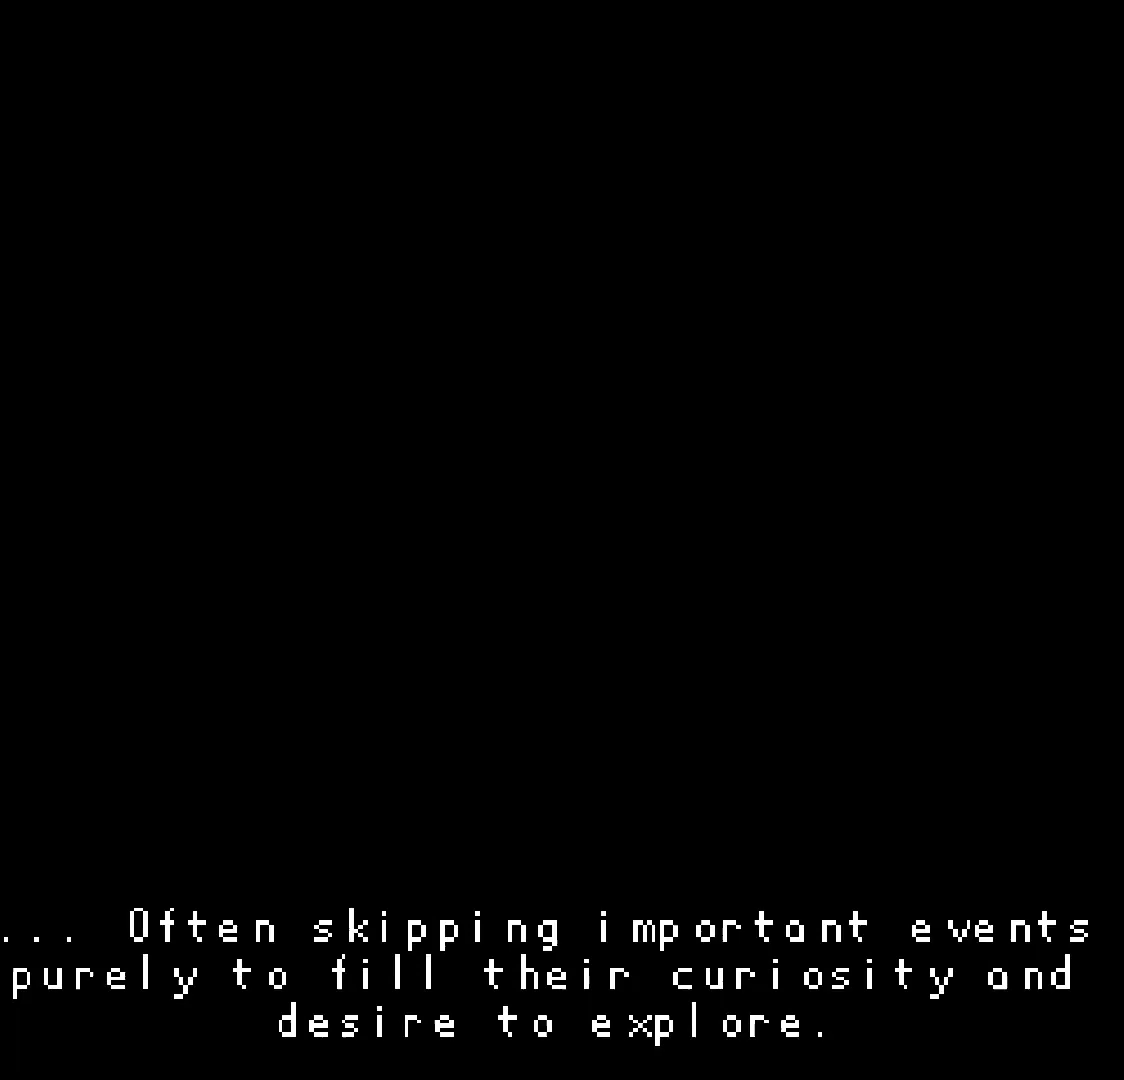 ... Often skipping important events
purely to fill their curiosity and
desire to explore.